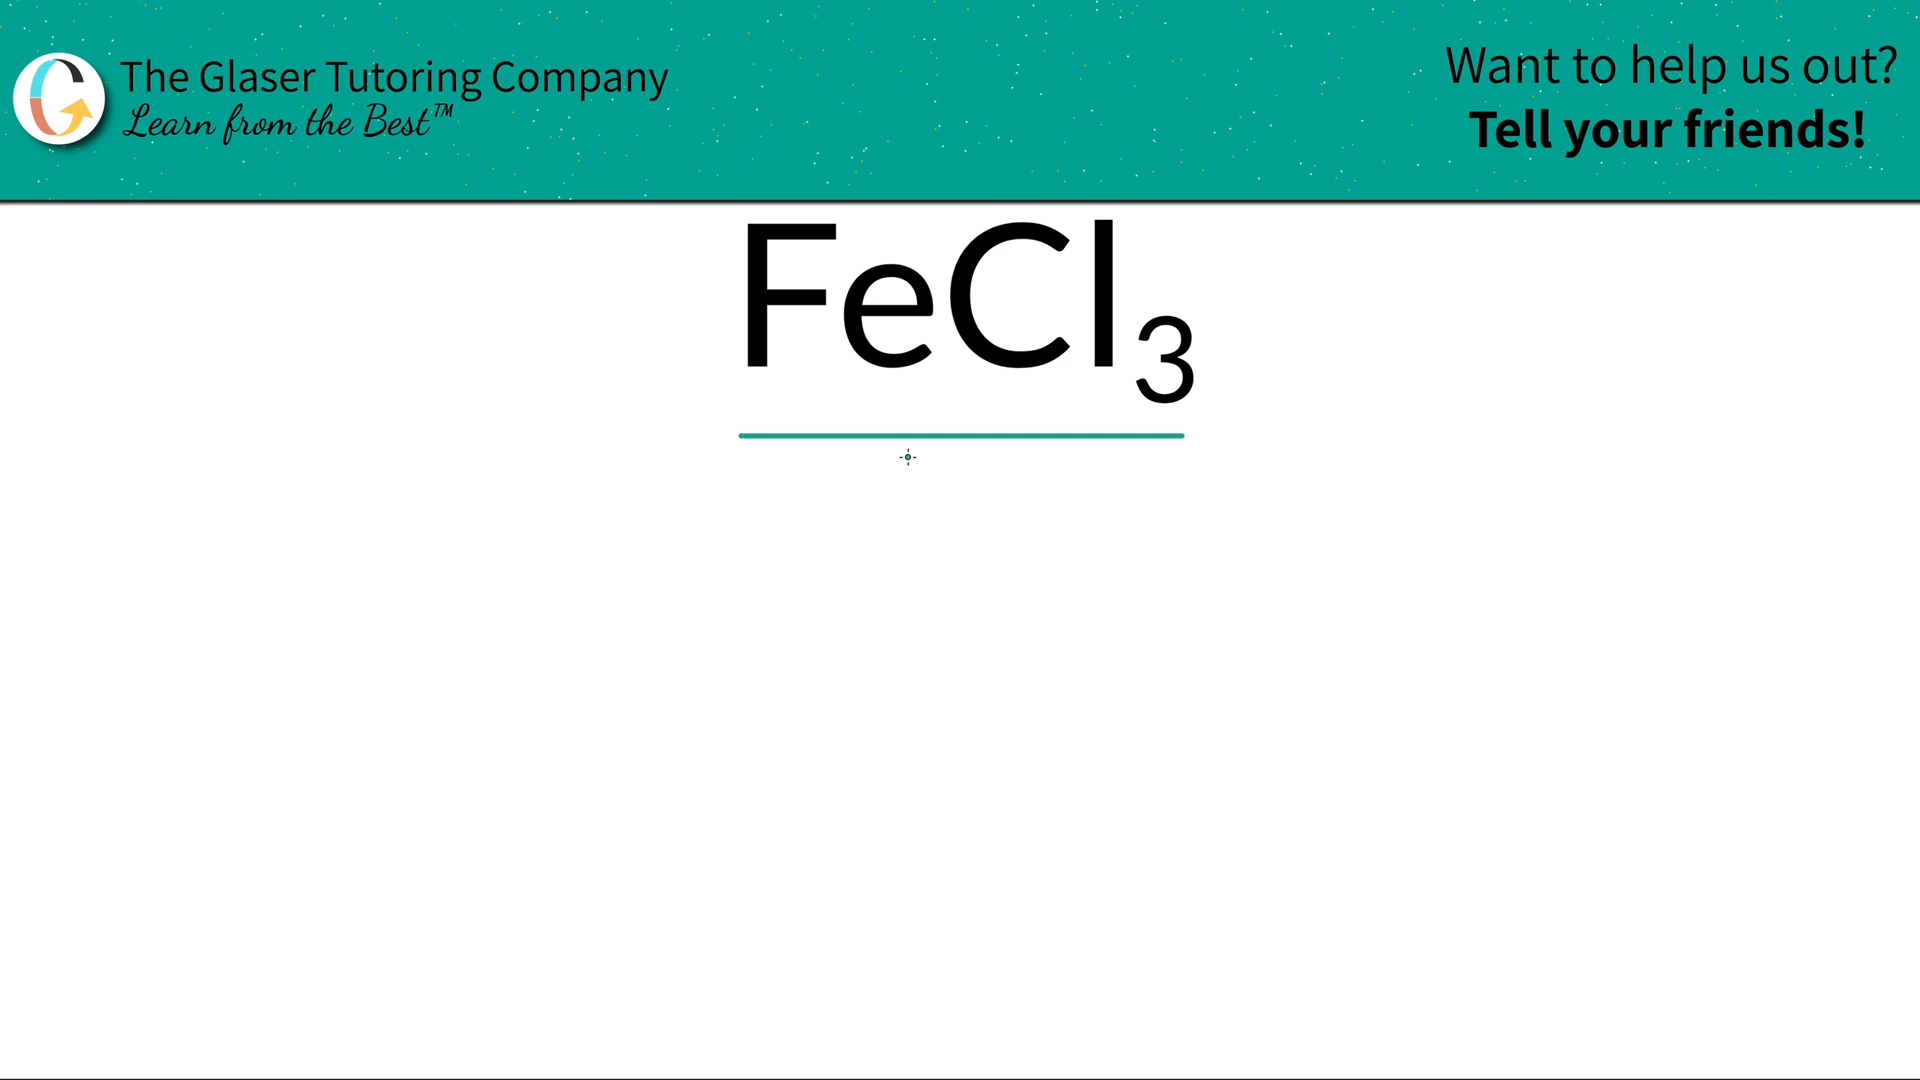 The Glaser Tutoring Company
Learn from the Best™
Want to help us out?
Tell your friends!
FeCl₃